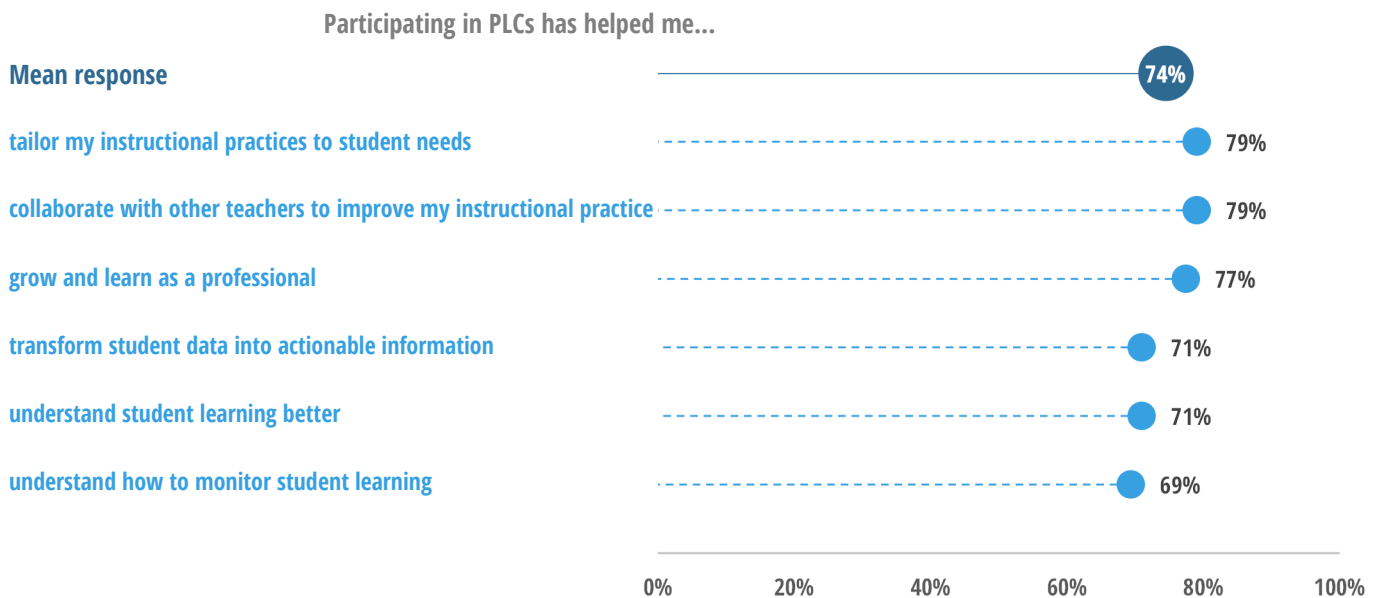 Participating in PLCs has helped me...
Mean response
74%
tailor my instructional practices to student needs
79%
collaborate with other teachers to improve my instructional practice
79%
grow and learn as a professional
77%
transform student data into actionable information
71%
understand student learning better
71%
understand how to monitor student learning
69%
0% 20% 40% 60% 80% 100%